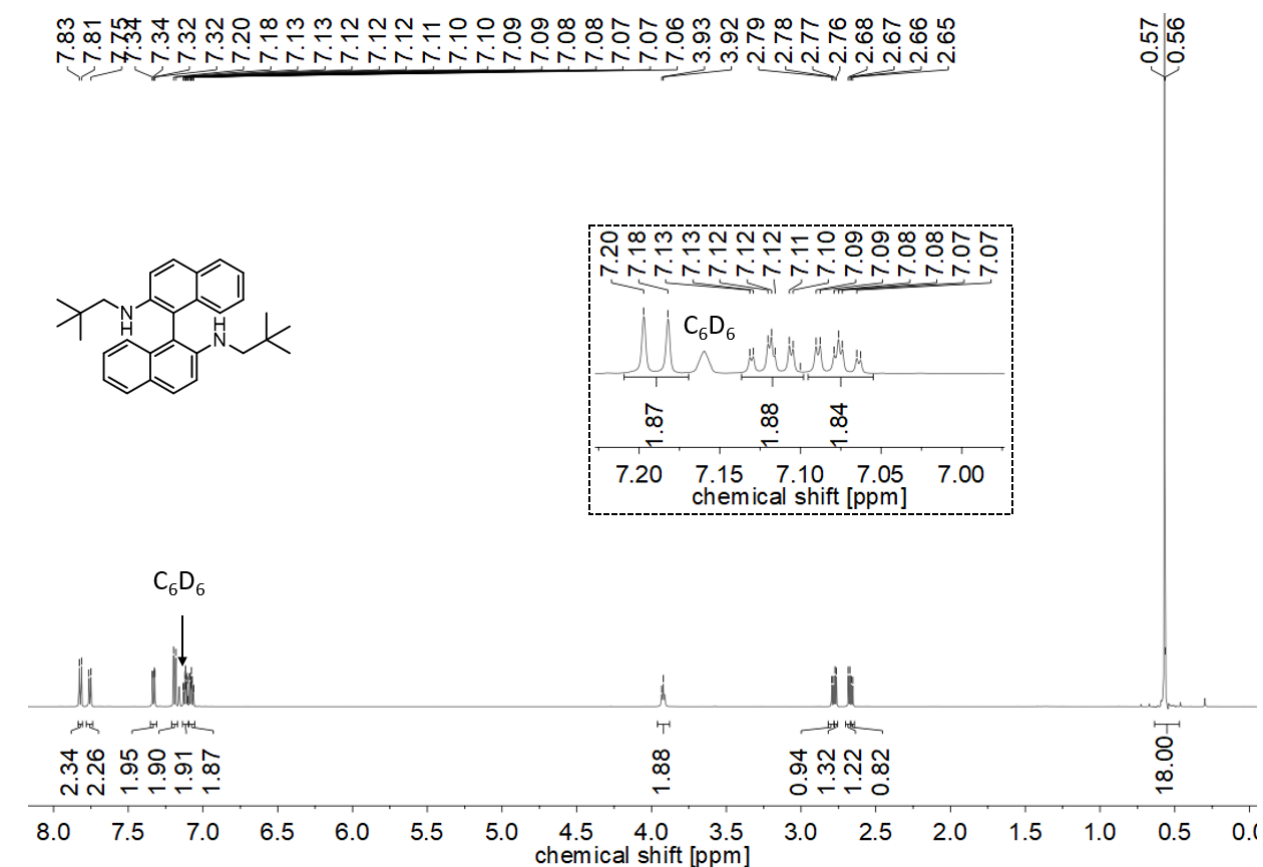 7.83 7.81 7.75 7.34 7.34 7.32 7.32 7.20 7.18 7.13 7.13 7.12 7.12 7.12 7.11 7.10 7.10 7.09 7.09 7.08 7.08 7.07 7.07 7.06 3.93 3.92 2.79 2.78 2.77 2.76 2.68 2.67 2.66 2.65 0.57 0.56
7.20 7.18 7.13 7.13 7.12 7.12 7.12 7.11 7.10 7.09 7.09 7.08 7.08 7.07 7.07
N
H
H
N
C6D6
1.87 1.88 1.84
7.20 7.15 7.10 7.05 7.00
chemical shift [ppm]
C6D6
2.34 2.26 1.95 1.90 1.91 1.87 1.88 0.94 1.32 1.22 0.82 18.00
8.0 7.5 7.0 6.5 6.0 5.5 5.0 4.5 4.0 3.5 3.0 2.5 2.0 1.5 1.0 0.5
chemical shift [ppm]